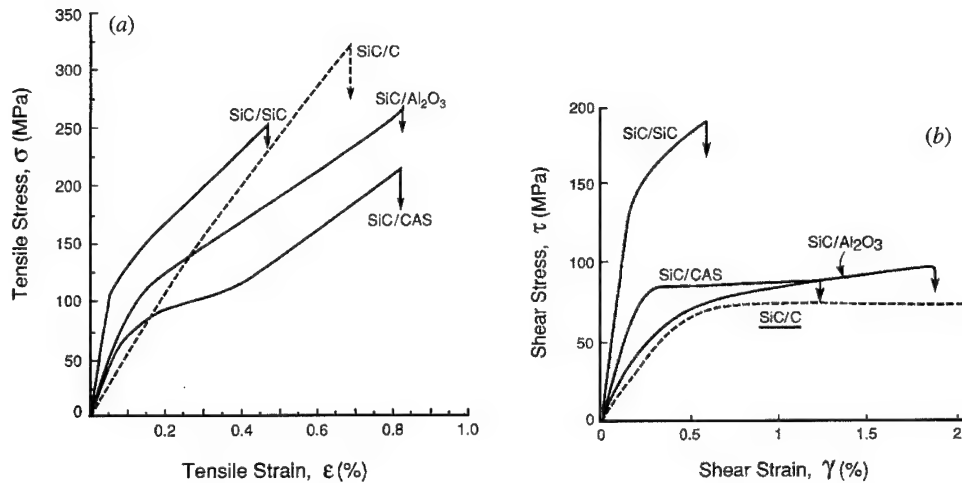 (a)
350
300
250
200
150
100
50
0
Tensile Stress, σ (MPa)
SiC/C
SiC/SiC
SiC/Al₂O₃
SiC/CAS
0.2
0.4
0.6
0.8
1.0
Tensile Strain, ε (%)
(b)
200
150
100
50
0
Shear Stress, τ (MPa)
SiC/SiC
SiC/Al₂O₃
SiC/CAS
SiC/C
0
0.5
1
1.5
2
Shear Strain, γ (%)